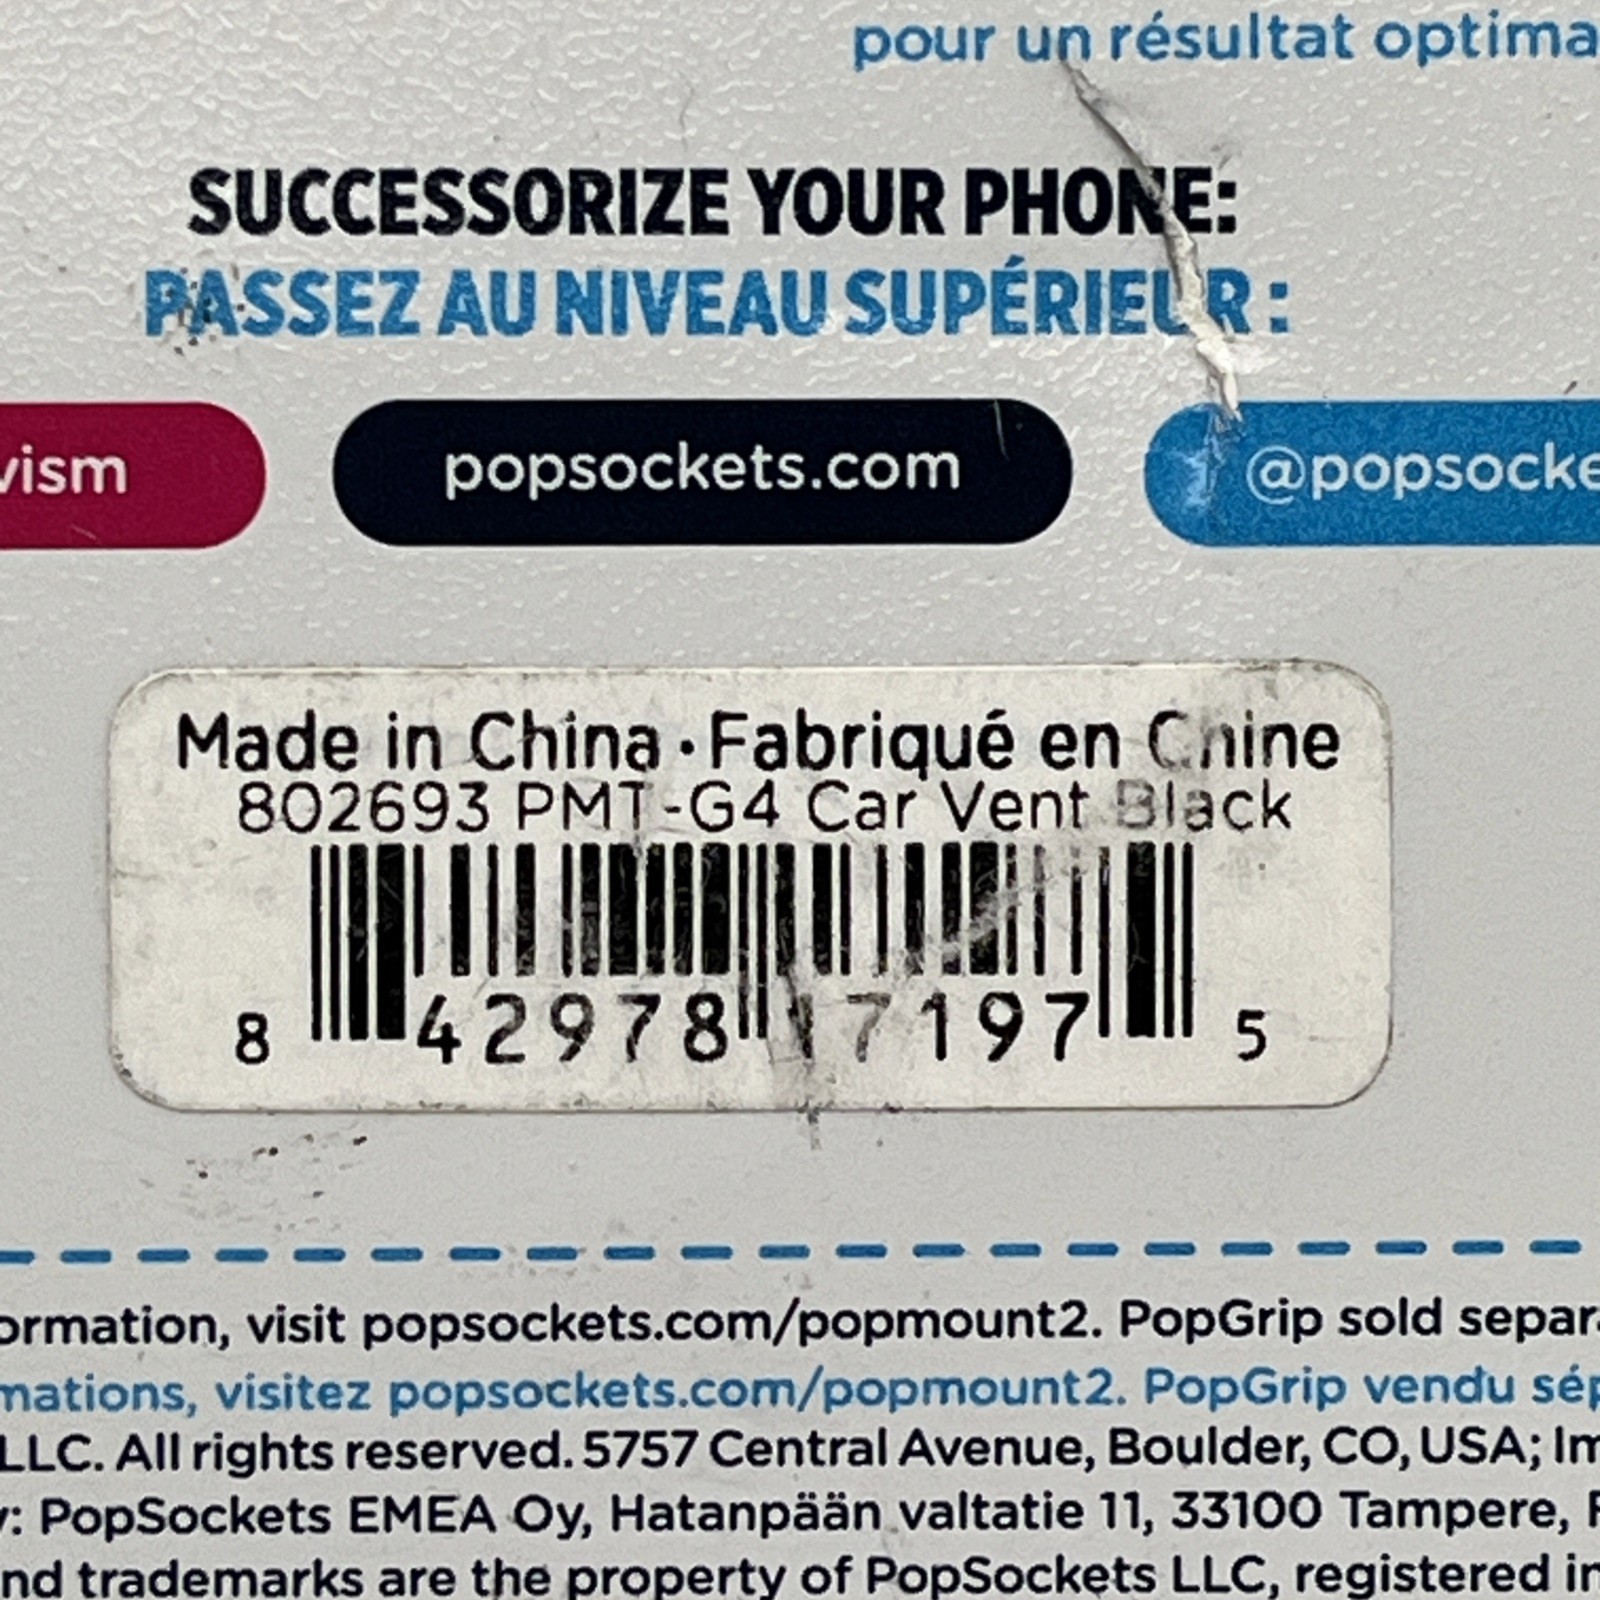 pour un résultat optima
SUCCESSORIZE YOUR PHONE:
PASSEZ AU NIVEAU SUPÉRIEUR :
vism
popsockets.com
@popsocke
Made in China · Fabriqué en Chine
802693 PMT-G4 Car Vent Black
8 42978 17197 5
ormation, visit popsockets.com/popmount2. PopGrip sold separa
mations, visitez popsockets.com/popmount2. PopGrip vendu sép
LLC. All rights reserved. 5757 Central Avenue, Boulder, CO, USA; Im
y: PopSockets EMEA Oy, Hatanpään valtatie 11, 33100 Tampere, F
nd trademarks are the property of PopSockets LLC, registered in